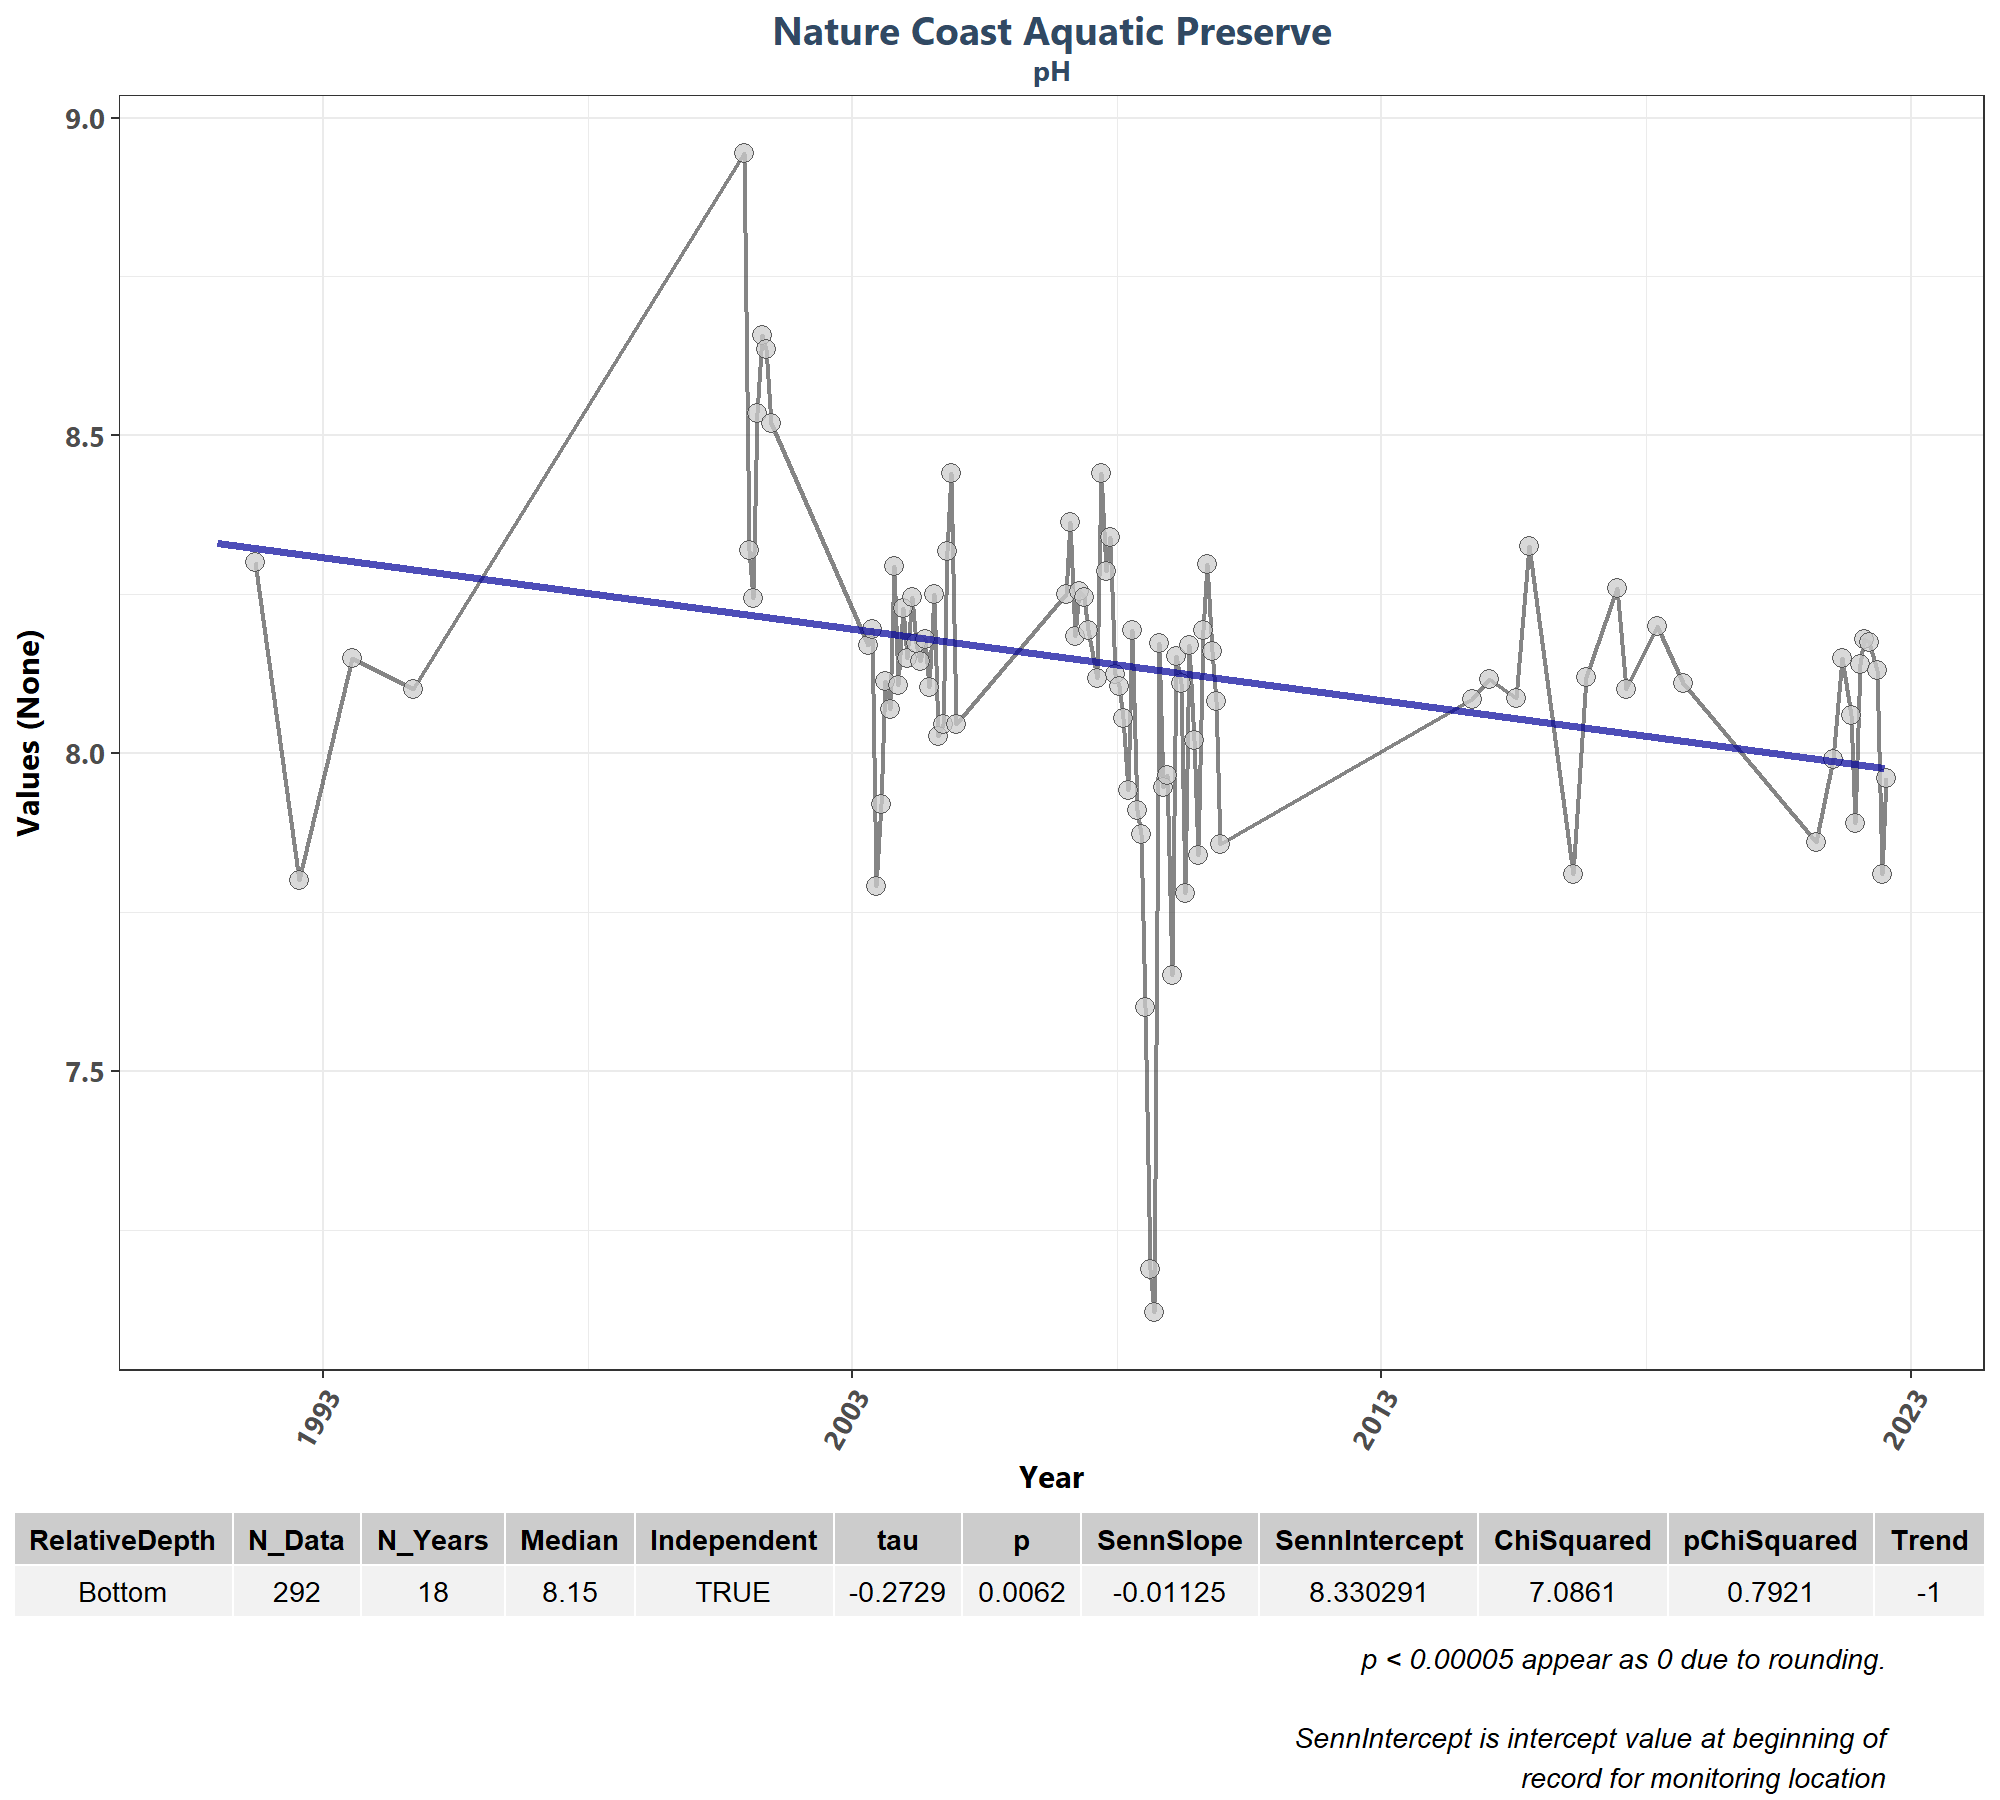 Nature Coast Aquatic Preserve
pH
9.0
8.5
8.0
7.5
Values (None)
1993
2003
2013
2023
Year
RelativeDepth N_Data N_Years Median Independent tau p SennSlope SennIntercept ChiSquared pChiSquared Trend
Bottom 292 18 8.15 TRUE -0.2729 0.0062 -0.01125 8.330291 7.0861 0.7921 -1
p < 0.00005 appear as 0 due to rounding.
SennIntercept is intercept value at beginning of
record for monitoring location